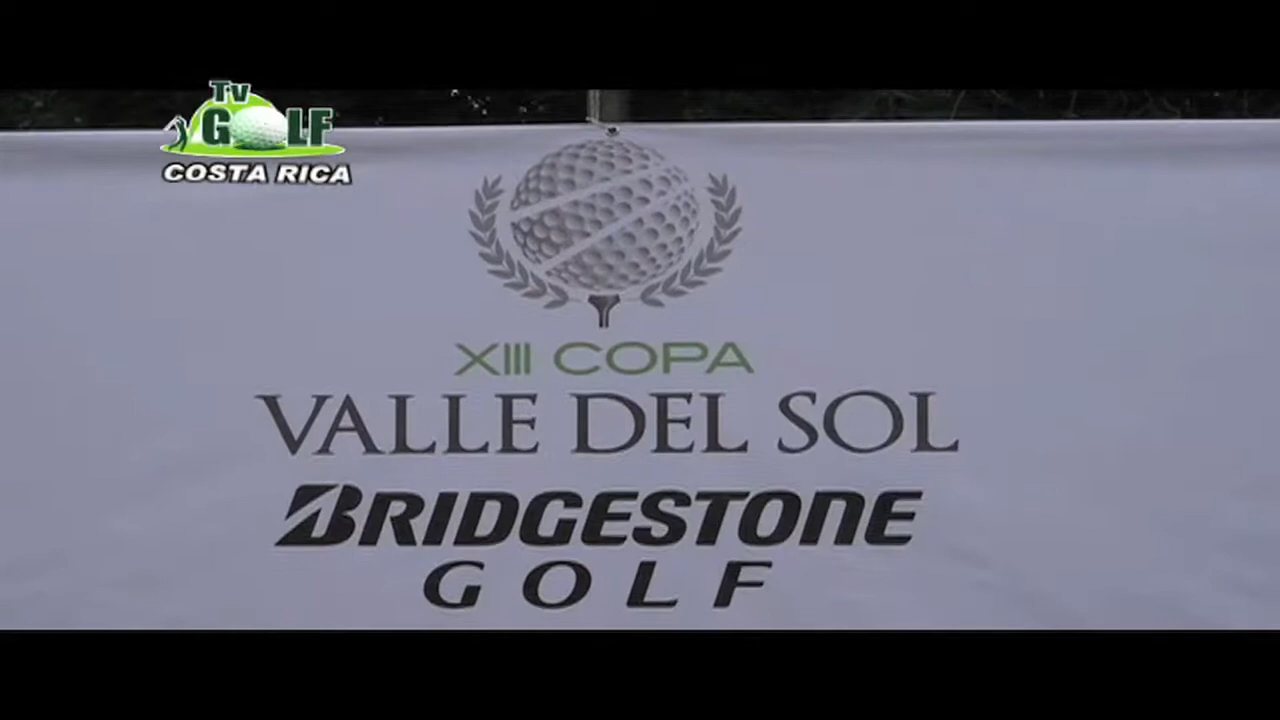 Tv
GOLF
COSTA RICA
XIII COPA
VALLE DEL SOL
BRIDGESTONE
GOLF